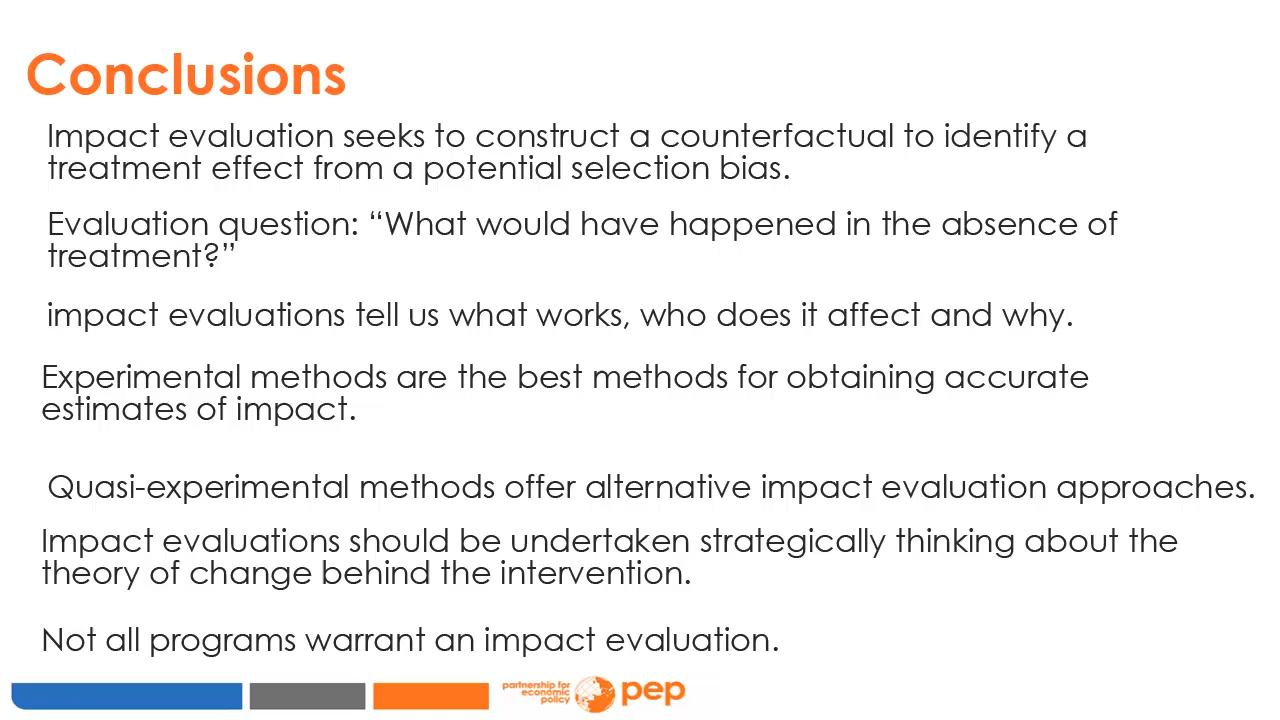 Conclusions
Impact evaluation seeks to construct a counterfactual to identify a
treatment effect from a potential selection bias.
Evaluation question: “What would have happened in the absence of
treatment?”
impact evaluations tell us what works, who does it affect and why.
Experimental methods are the best methods for obtaining accurate
estimates of impact.
Quasi-experimental methods offer alternative impact evaluation approaches.
Impact evaluations should be undertaken strategically thinking about the
theory of change behind the intervention.
Not all programs warrant an impact evaluation.
partnership for
economic
policy
pep